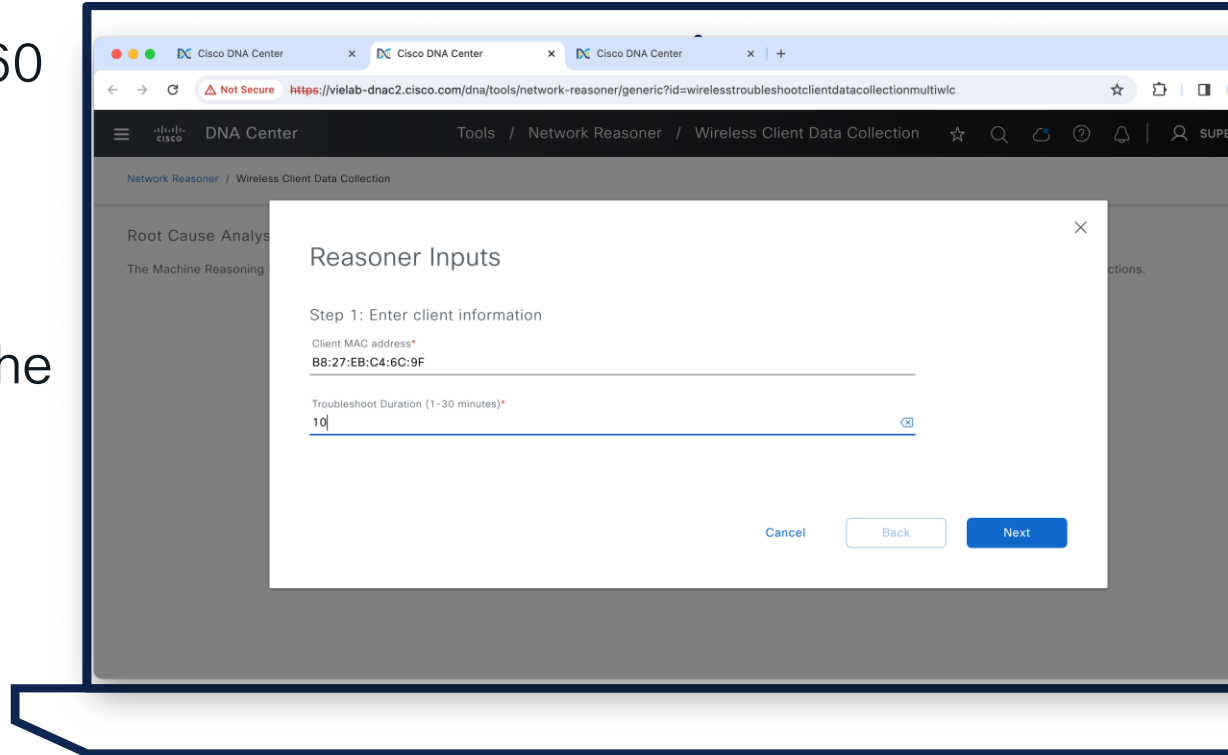 60
Cisco DNA Center
Cisco DNA Center
Cisco DNA Center
Not Secure https://vielab-dnac2.cisco.com/dna/tools/network-reasoner/generic?id=wirelesstroubleshootclientdatacollectionmultiwlc
cisco DNA Center Tools / Network Reasoner / Wireless Client Data Collection SUPE
Network Reasoner / Wireless Client Data Collection
Root Cause Analys
The Machine Reasoning ctions.
he
Reasoner Inputs
Step 1: Enter client information
Client MAC address*
B8:27:EB:C4:6C:9F
Troubleshoot Duration (1-30 minutes)*
10
Cancel Back Next